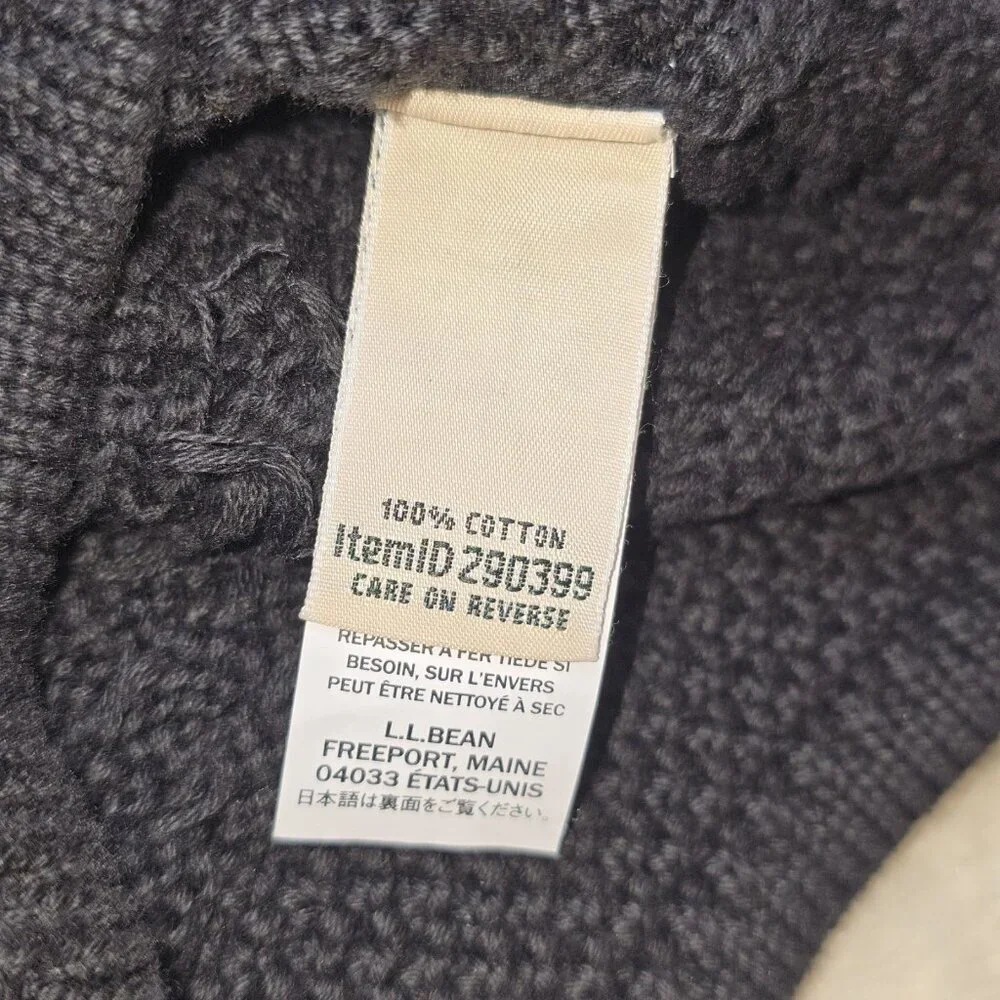 100% COTTON
ItemID 290399
CARE ON REVERSE
REPASSER À FER TIÈDE SI
BESOIN, SUR L'ENVERS
PEUT ÊTRE NETTOYÉ À SEC
L.L.BEAN
FREEPORT, MAINE
04033 ÉTATS-UNIS
日本語は裏面をご覧ください。